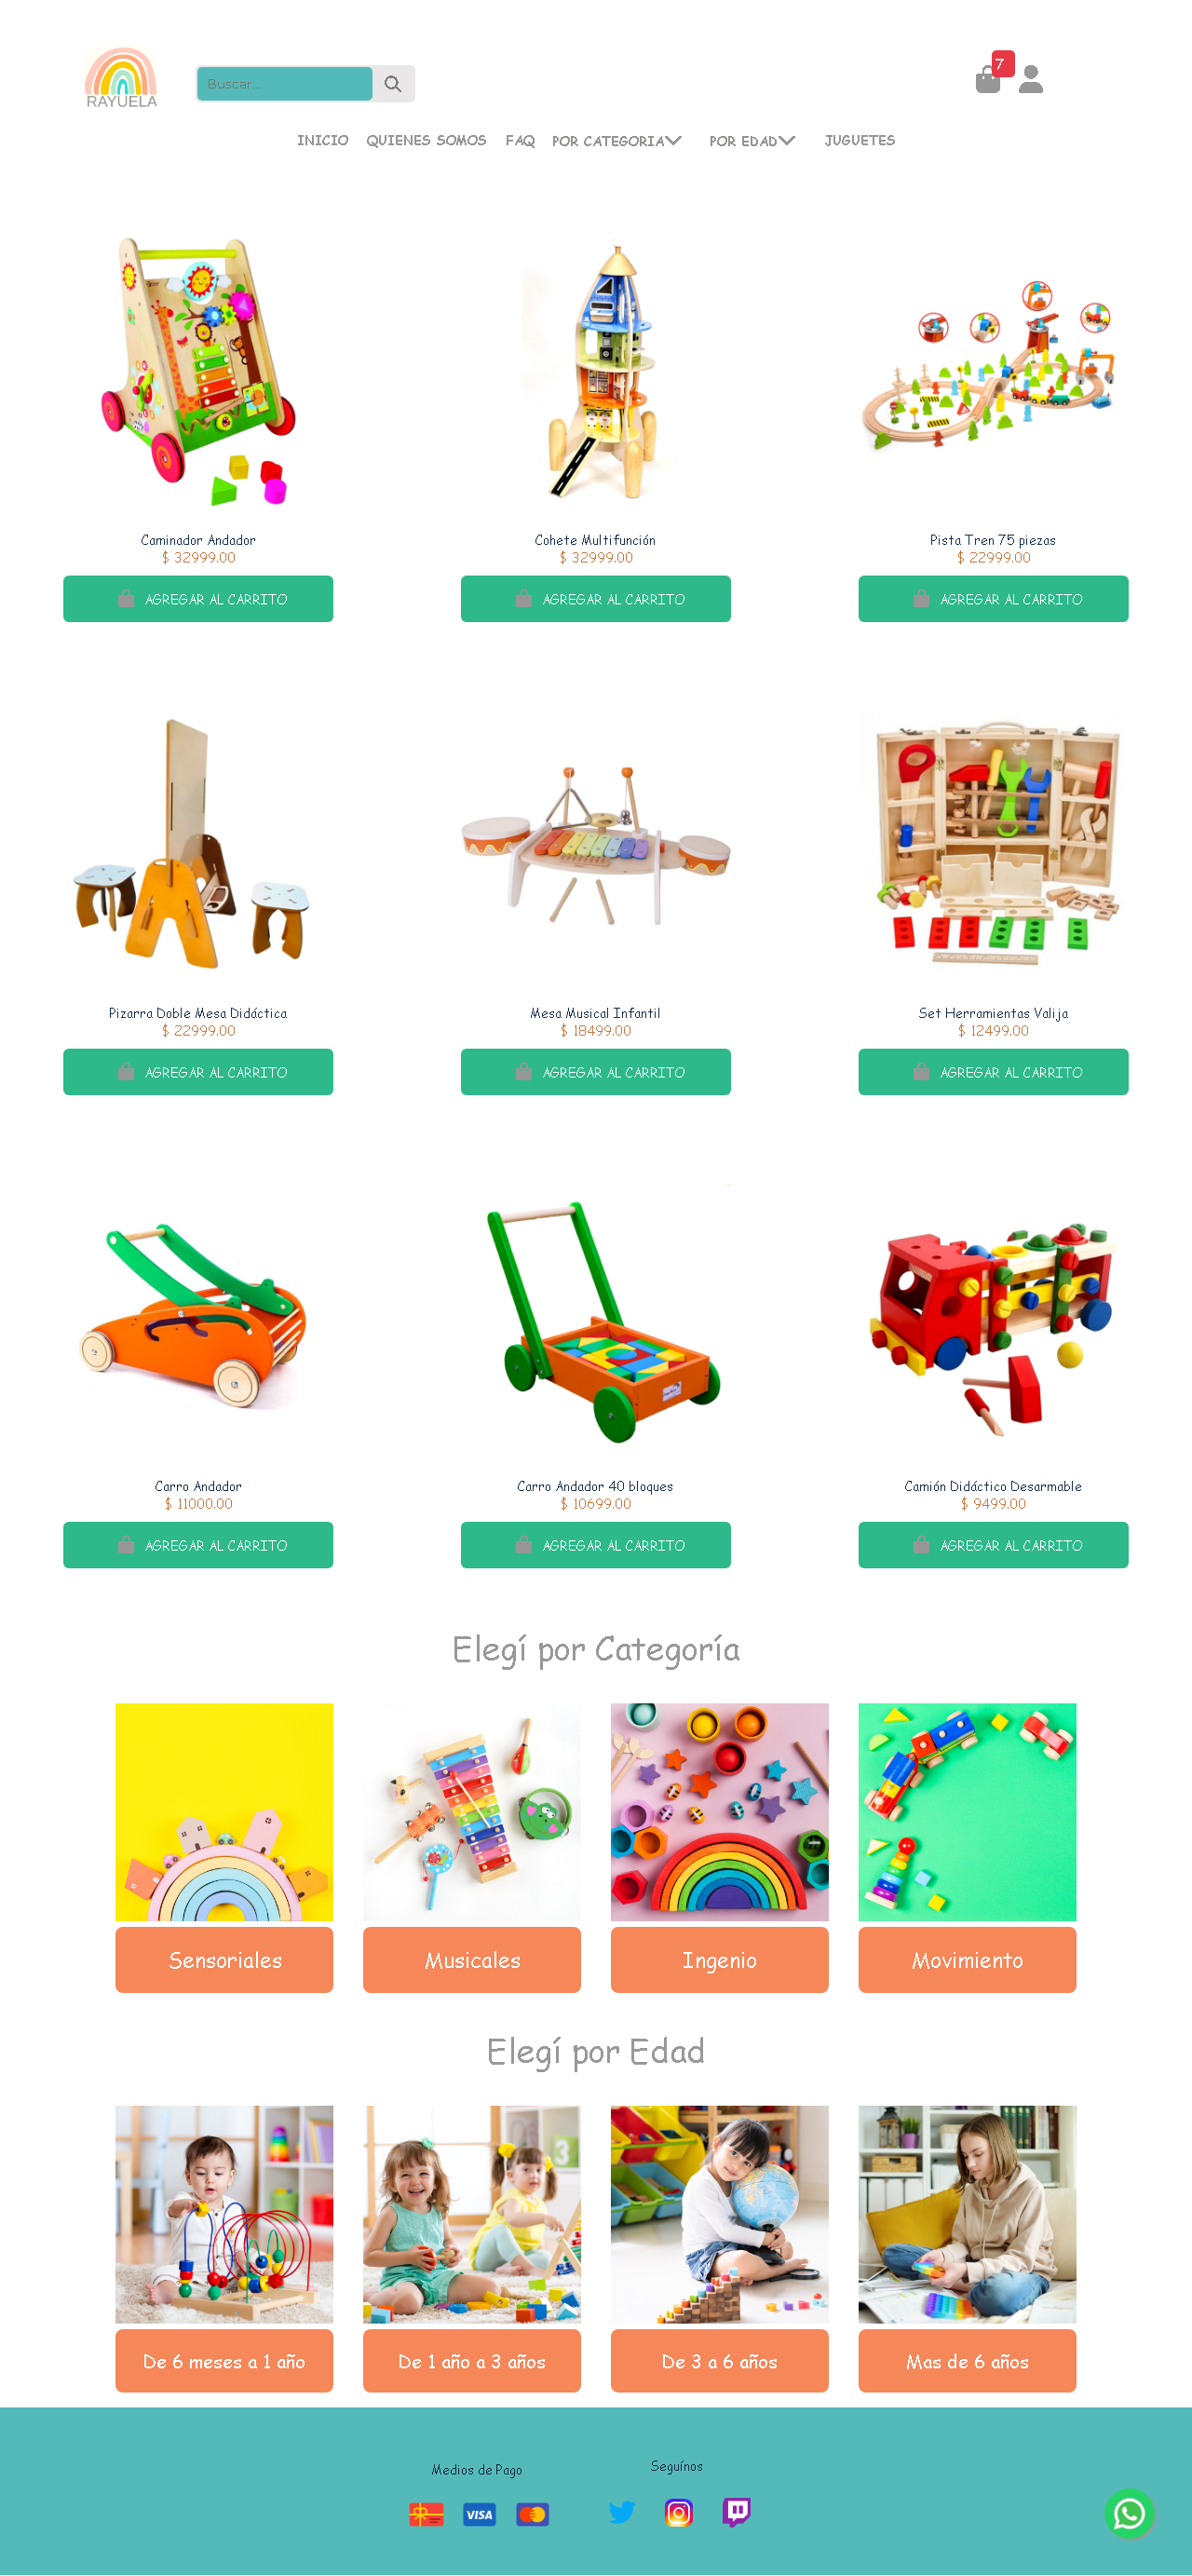 RAYUELA
Buscar...
7
INICIO QUIENES SOMOS FAQ POR CATEGORIA POR EDAD JUGUETES
Caminador Andador
$ 32999.00
AGREGAR AL CARRITO
Cohete Multifunción
$ 32999.00
AGREGAR AL CARRITO
Pista Tren 75 piezas
$ 22999.00
AGREGAR AL CARRITO
Pizarra Doble Mesa Didáctica
$ 22999.00
AGREGAR AL CARRITO
Mesa Musical Infantil
$ 18499.00
AGREGAR AL CARRITO
Set Herramientas Valija
$ 12499.00
AGREGAR AL CARRITO
Carro Andador
$ 11000.00
AGREGAR AL CARRITO
Carro Andador 40 bloques
$ 10699.00
AGREGAR AL CARRITO
Camión Didáctico Desarmable
$ 9499.00
AGREGAR AL CARRITO
Elegí por Categoría
Sensoriales
Musicales
Ingenio
Movimiento
Elegí por Edad
De 6 meses a 1 año
De 1 año a 3 años
De 3 a 6 años
Mas de 6 años
Medios de Pago
VISA
Seguínos